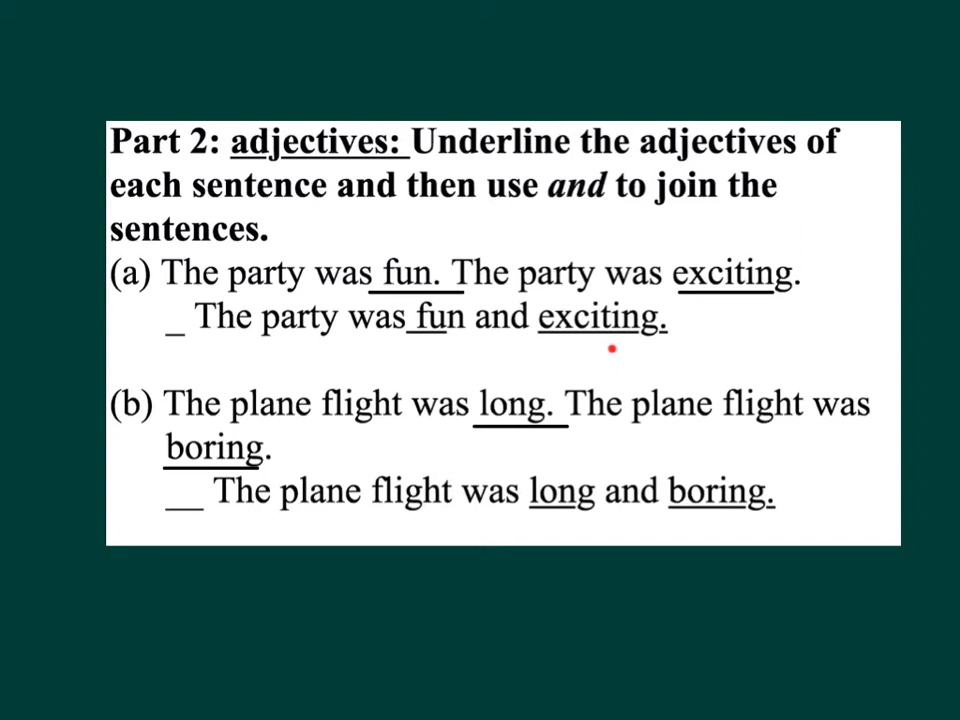 Part 2: adjectives: Underline the adjectives of
each sentence and then use and to join the
sentences.
(a) The party was fun. The party was exciting.
_ The party was fun and exciting.
(b) The plane flight was long. The plane flight was
boring.
__ The plane flight was long and boring.